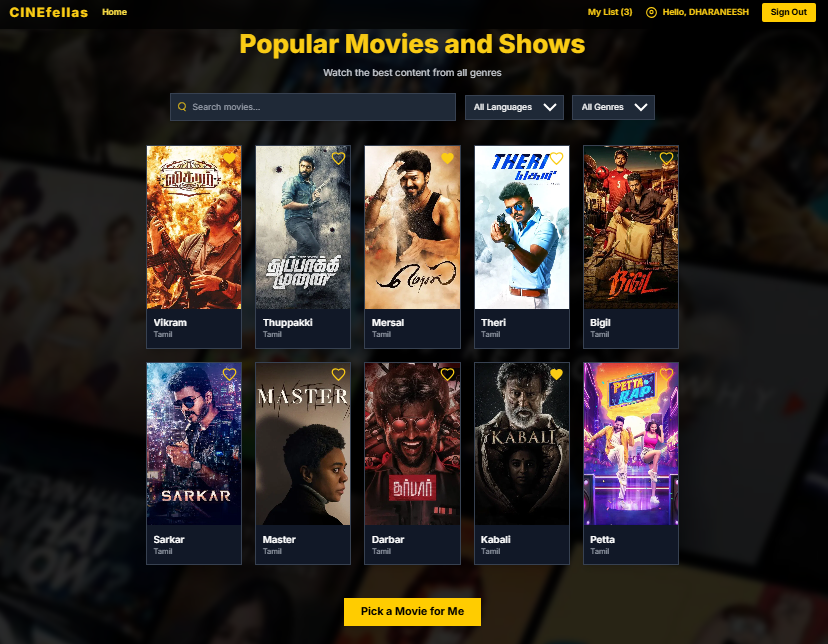 CINEfellas Home My List (3) Hello, DHARANEESH Sign Out
Popular Movies and Shows
Watch the best content from all genres
Search movies... All Languages All Genres
விக்ரம்
துப்பாக்கி
முனை
மெர்சல்
THERI
தெறி
பிகில்
Vikram Thuppakki Mersal Theri Bigil
Tamil Tamil Tamil Tamil Tamil
SARKAR
MASTER
தர்பார்
KABALI
PETTA
RAP
Sarkar Master Darbar Kabali Petta
Tamil Tamil Tamil Tamil Tamil
Pick a Movie for Me